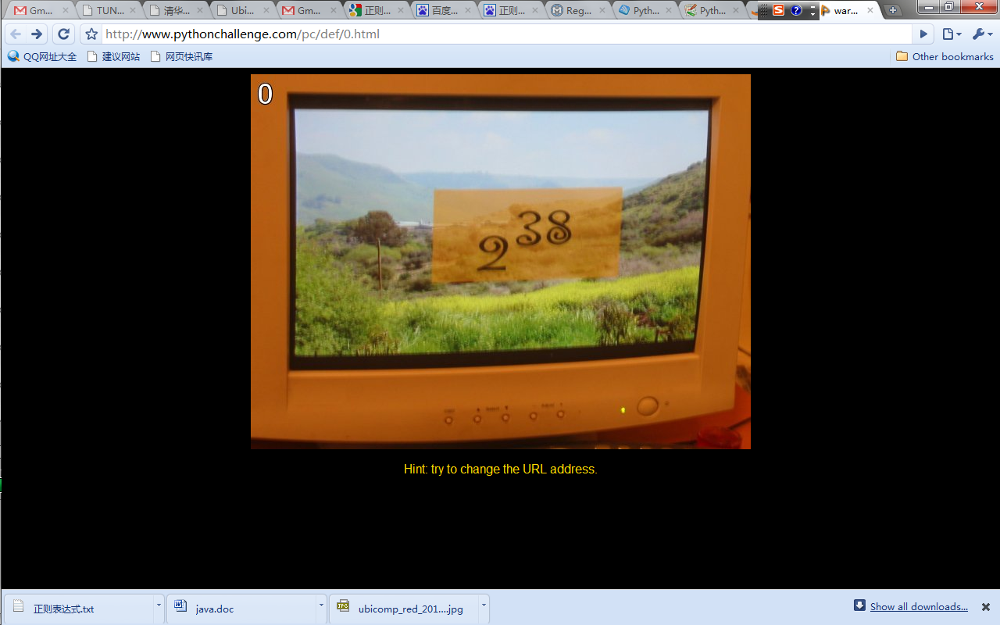 Gm...
TUN...
清华...
Ubi...
Gm...
正则...
百度...
正则...
Reg...
Pyth...
Pyth...
war...
http://www.pythonchallenge.com/pc/def/0.html
QQ网址大全
建议网站
网页快讯库
Other bookmarks
0
2^38
Hint: try to change the URL address.
正则表达式.txt
java.doc
ubicomp_red_201....jpg
Show all downloads...